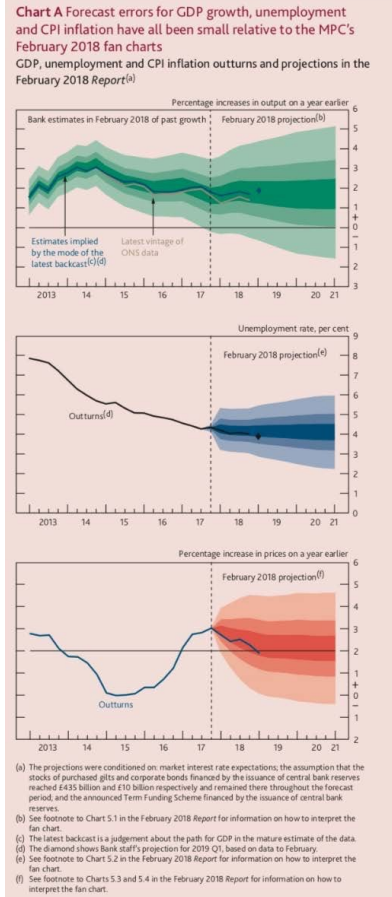 Chart A Forecast errors for GDP growth, unemployment
and CPI inflation have all been small relative to the MPC's
February 2018 fan charts
GDP, unemployment and CPI inflation outturns and projections in the
February 2018 Report(a)
Percentage increases in output on a year earlier
Bank estimates in February 2018 of past growth
February 2018 projection(b)
6
5
4
3
2
1
+
0
–
1
2
3
Estimates implied
by the mode of the
latest backcast(c)(d)
Latest vintage of
ONS data
2013 14 15 16 17 18 19 20 21
Unemployment rate, per cent
February 2018 projection(e)
9
8
7
6
5
4
3
2
1
0
Outturns(d)
2013 14 15 16 17 18 19 20 21
Percentage increase in prices on a year earlier
February 2018 projection(f)
6
5
4
3
2
1
+
0
–
1
2
Outturns
2013 14 15 16 17 18 19 20 21
(a) The projections were conditioned on: market interest rate expectations; the assumption that the
stocks of purchased gilts and corporate bonds financed by the issuance of central bank reserves
reached £435 billion and £10 billion respectively and remained there throughout the forecast
period; and the announced Term Funding Scheme financed by the issuance of central bank
reserves.
(b) See footnote to Chart 5.1 in the February 2018 Report for information on how to interpret the
fan chart.
(c) The latest backcast is a judgement about the path for GDP in the mature estimate of the data.
(d) The diamond shows Bank staff's projection for 2019 Q1, based on data to February.
(e) See footnote to Chart 5.2 in the February 2018 Report for information on how to interpret the
fan chart.
(f) See footnote to Charts 5.3 and 5.4 in the February 2018 Report for information on how to
interpret the fan chart.